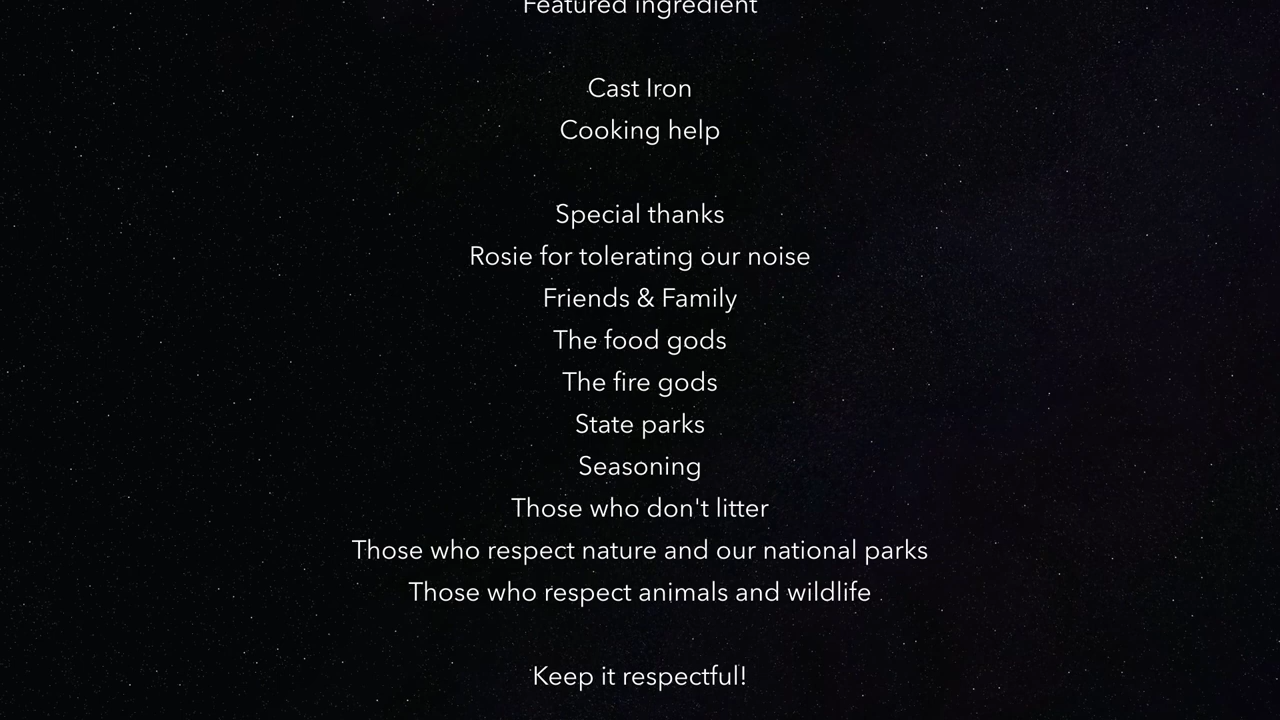 Featured ingredient
Cast Iron
Cooking help
Special thanks
Rosie for tolerating our noise
Friends & Family
The food gods
The fire gods
State parks
Seasoning
Those who don't litter
Those who respect nature and our national parks
Those who respect animals and wildlife
Keep it respectful!